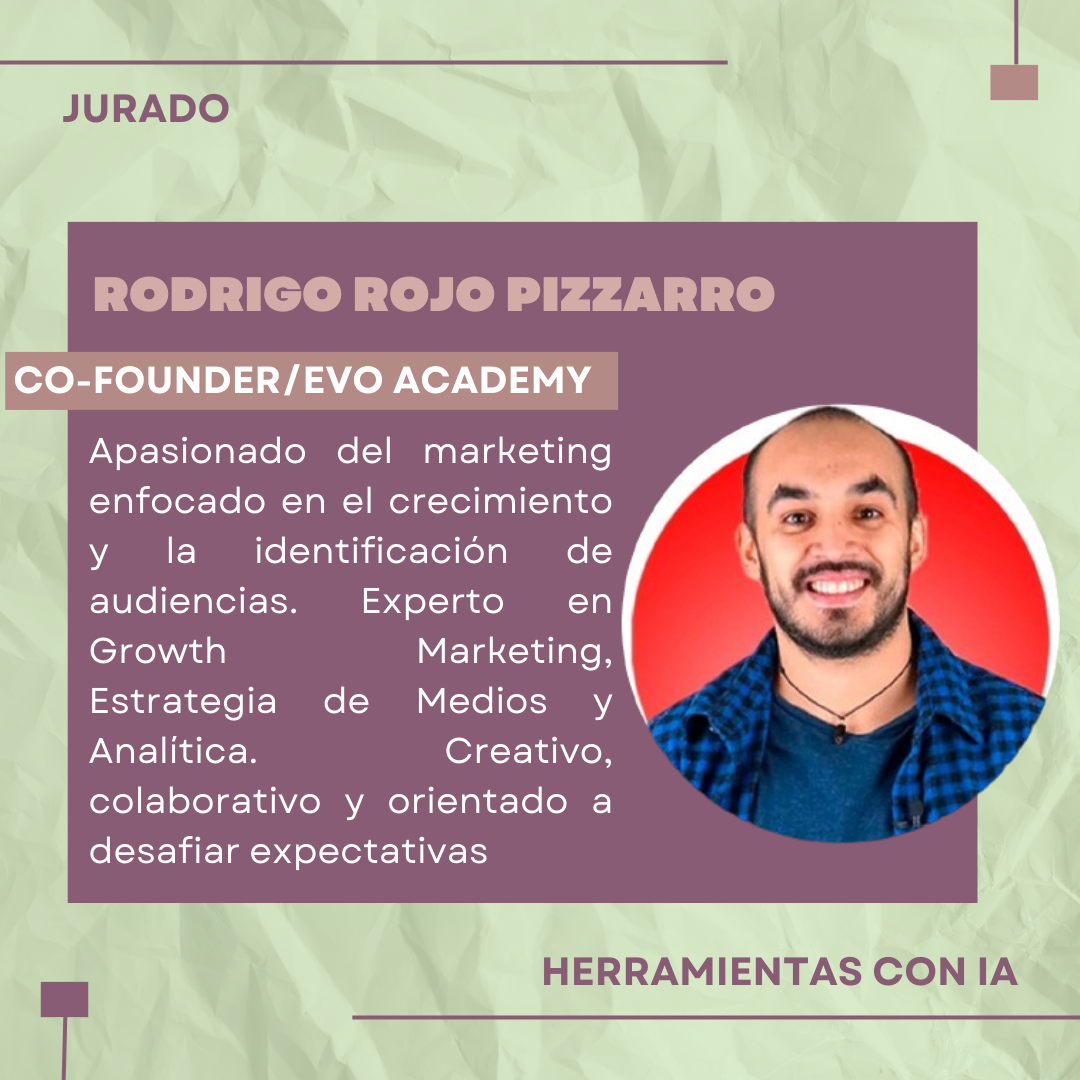 JURADO
RODRIGO ROJO PIZZARRO
CO-FOUNDER/EVO ACADEMY
Apasionado del marketing
enfocado en el crecimiento
y la identificación de
audiencias. Experto en
Growth Marketing,
Estrategia de Medios y
Analítica. Creativo,
colaborativo y orientado a
desafiar expectativas
HERRAMIENTAS CON IA